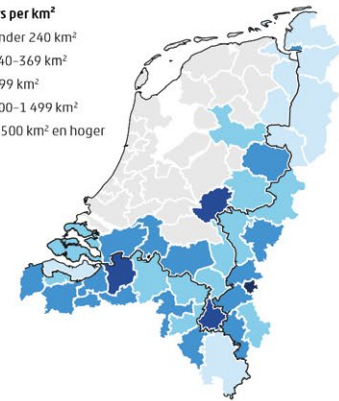 s per km²
nder 240 km²
40-369 km²
99 km²
00-1 499 km²
500 km² en hoger